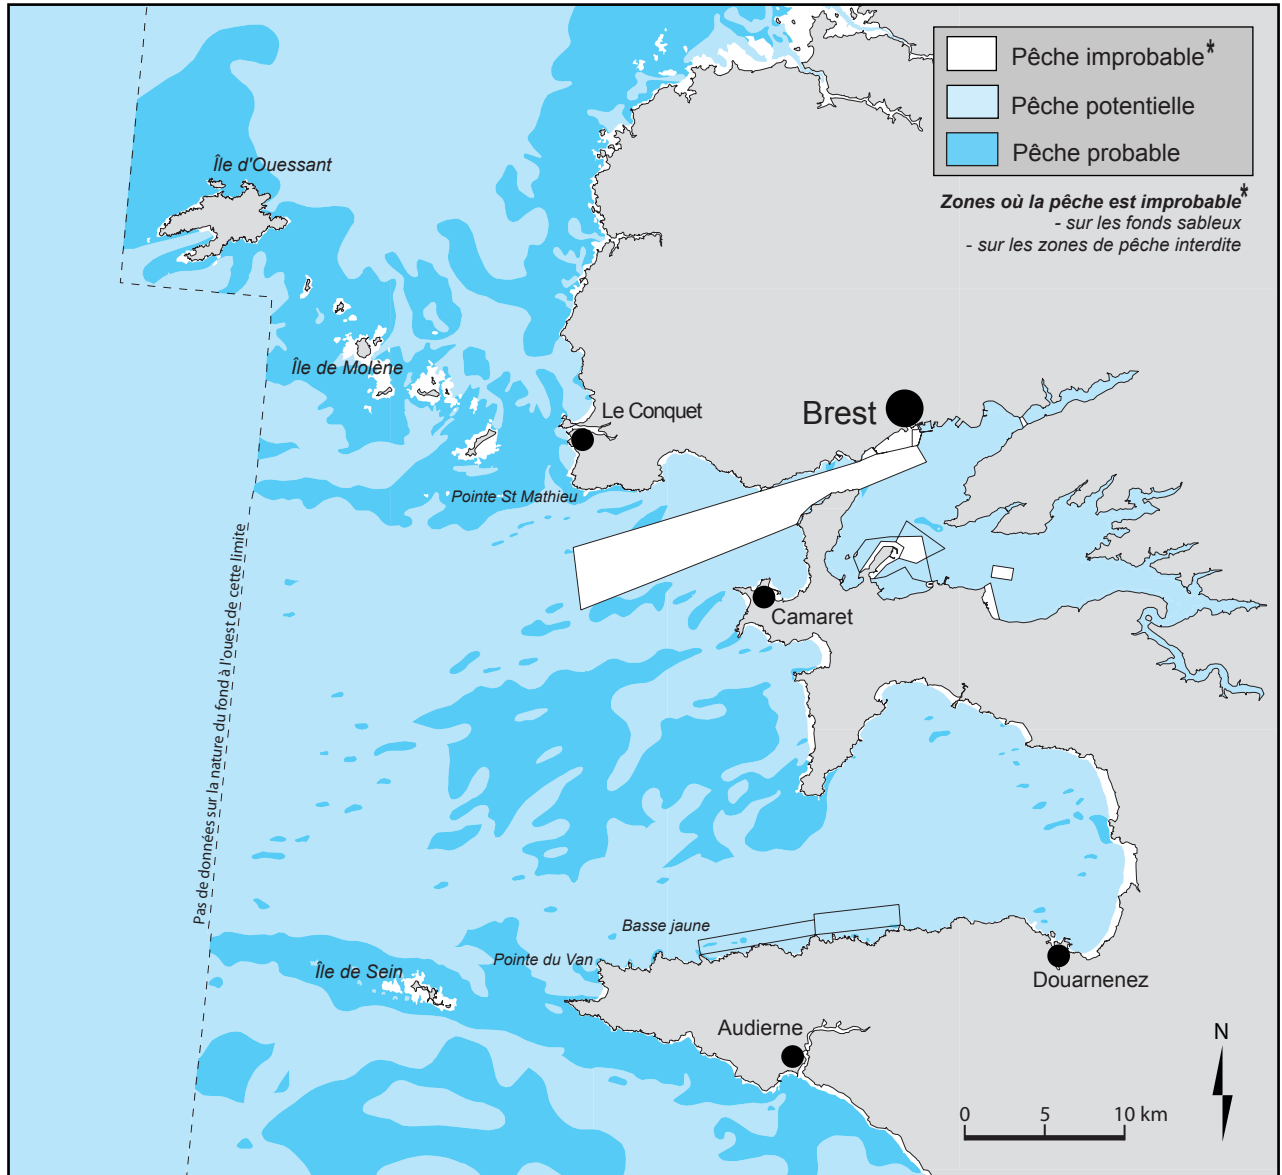 Pêche improbable*
Pêche potentielle
Pêche probable
Zones où la pêche est improbable*
- sur les fonds sableux
- sur les zones de pêche interdite
Île d'Ouessant
Île de Molène
Le Conquet
Brest
Pointe St Mathieu
Camaret
Pas de données sur la nature du fond à l'ouest de cette limite
Basse jaune
Pointe du Van
Île de Sein
Douarnenez
Audierne
N
0 5 10 km